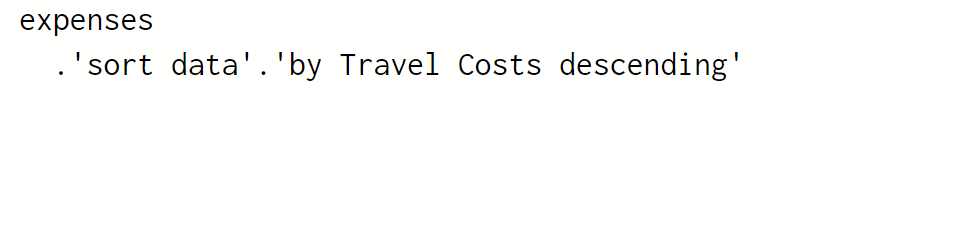 expenses
  .'sort data'.'by Travel Costs descending'